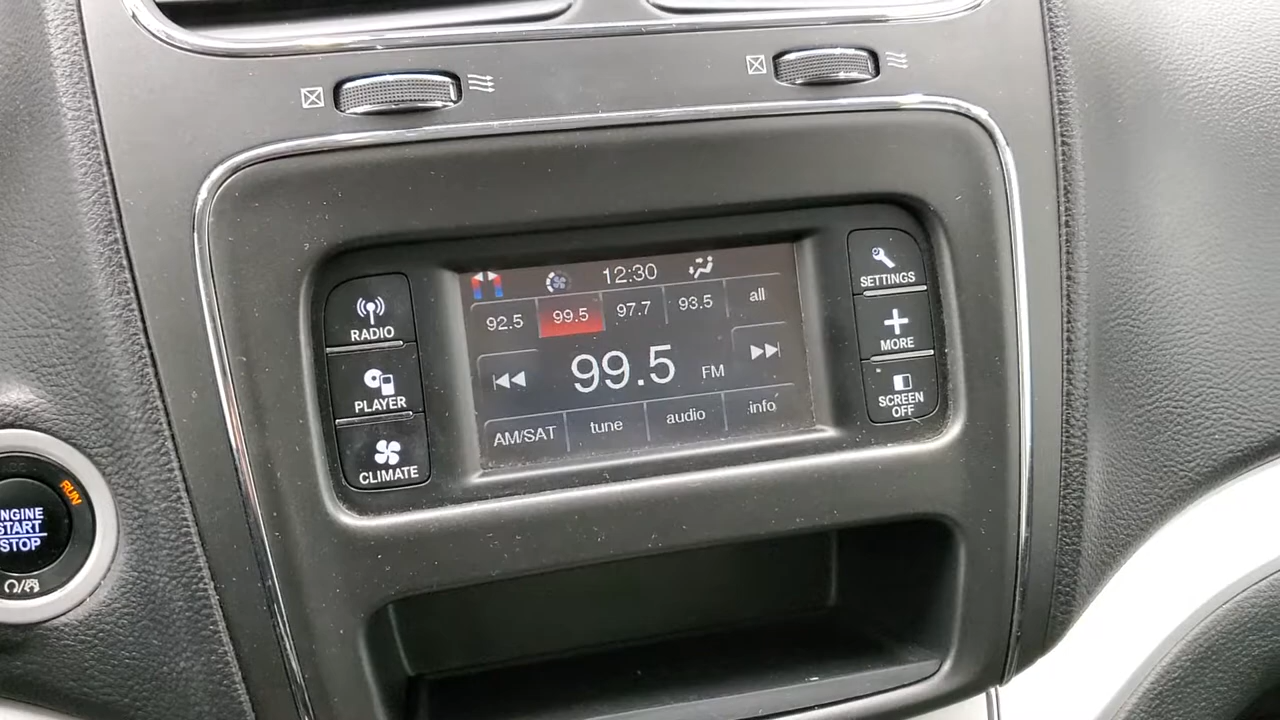 12:30
92.5
99.5
97.7
93.5
all
99.5
FM
AM/SAT
tune
audio
info
RADIO
PLAYER
CLIMATE
SETTINGS
MORE
SCREEN
OFF
RUN
ENGINE
START
STOP